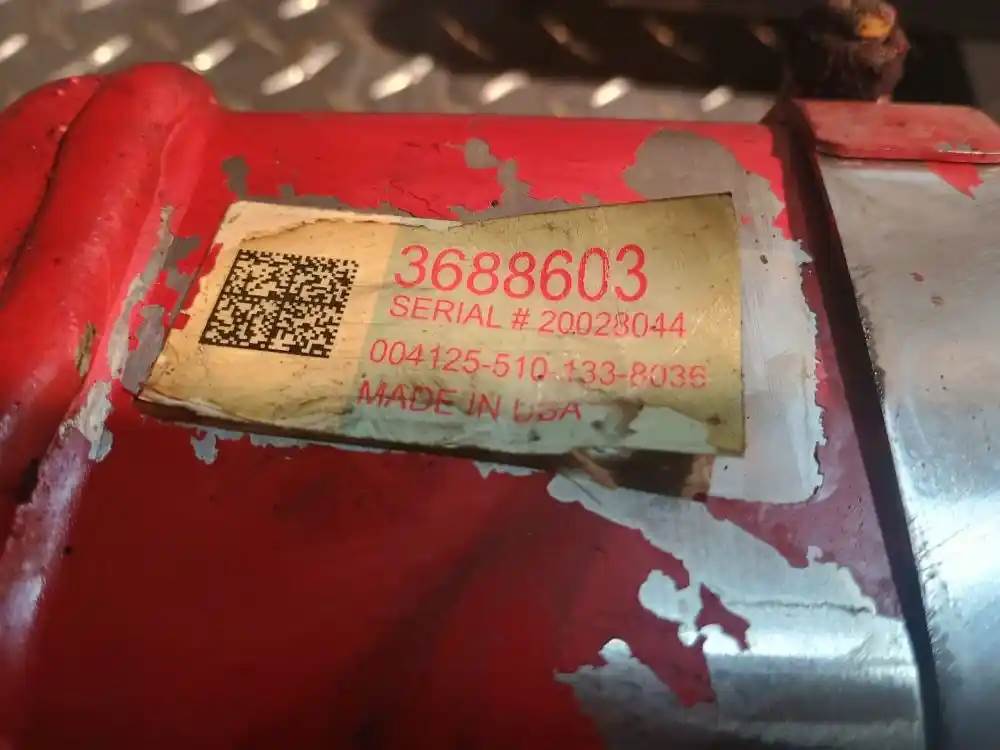 3688603
SERIAL # 20028044
004125-510-133-8036
MADE IN USA